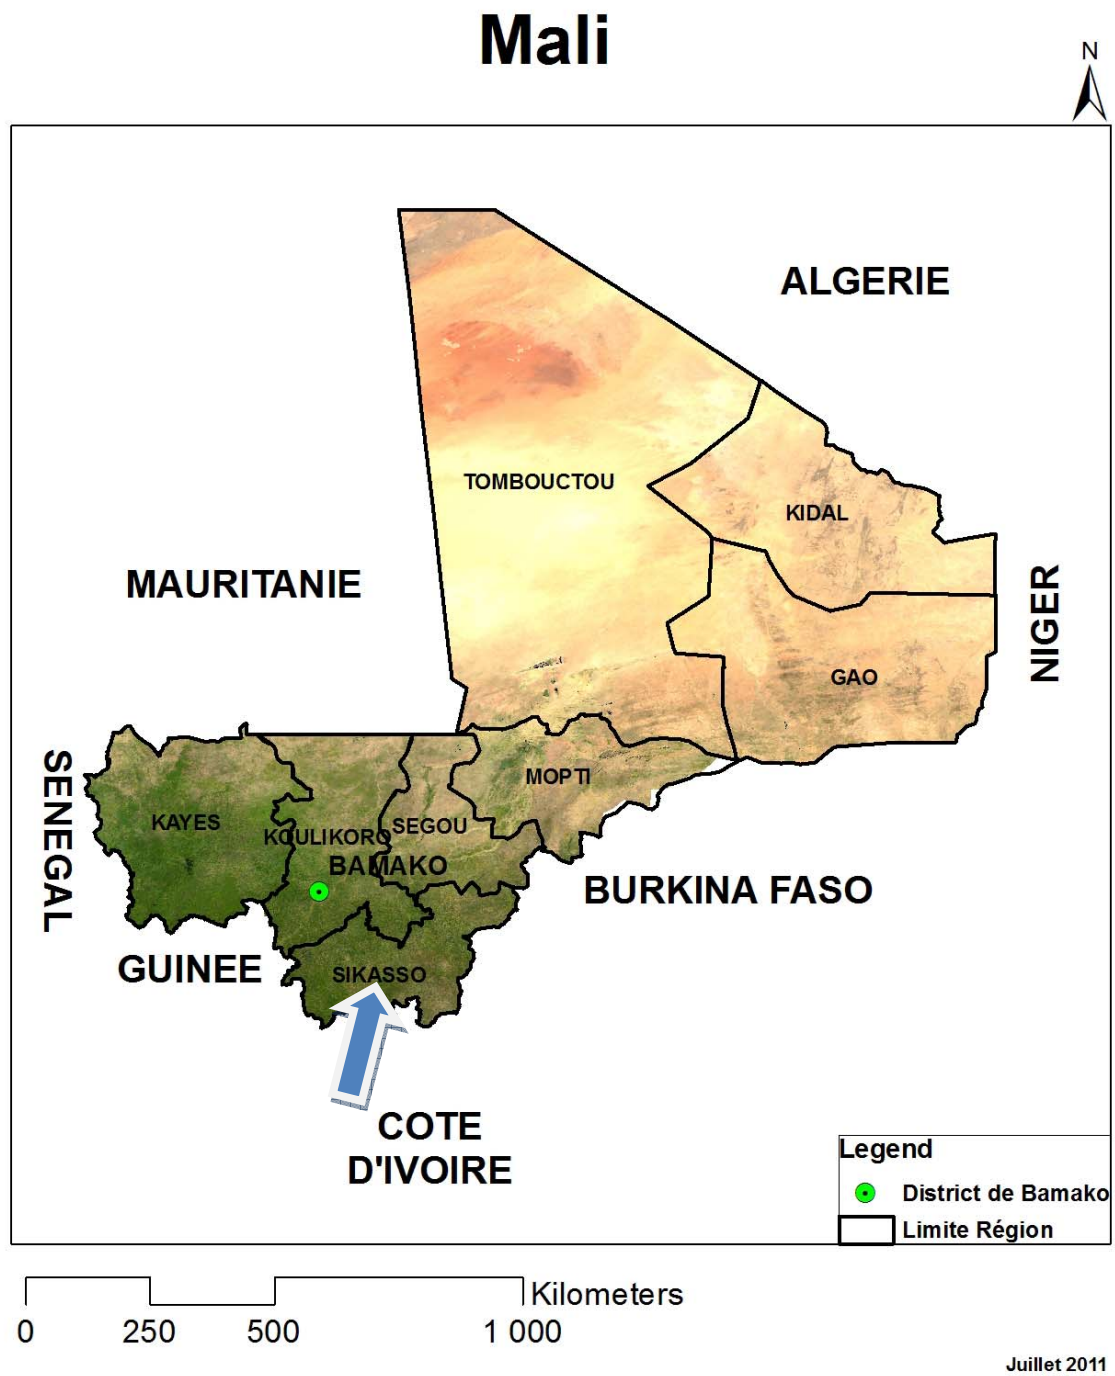 Mali
N
ALGERIE
TOMBOUCTOU
KIDAL
MAURITANIE
NIGER
GAO
SENEGAL
MOPTI
KAYES
KOULIKORO
SEGOU
BAMAKO
BURKINA FASO
GUINEE
SIKASSO
COTE
D'IVOIRE
Legend
District de Bamako
Limite Région
Kilometers
0 250 500 1 000
Juillet 2011